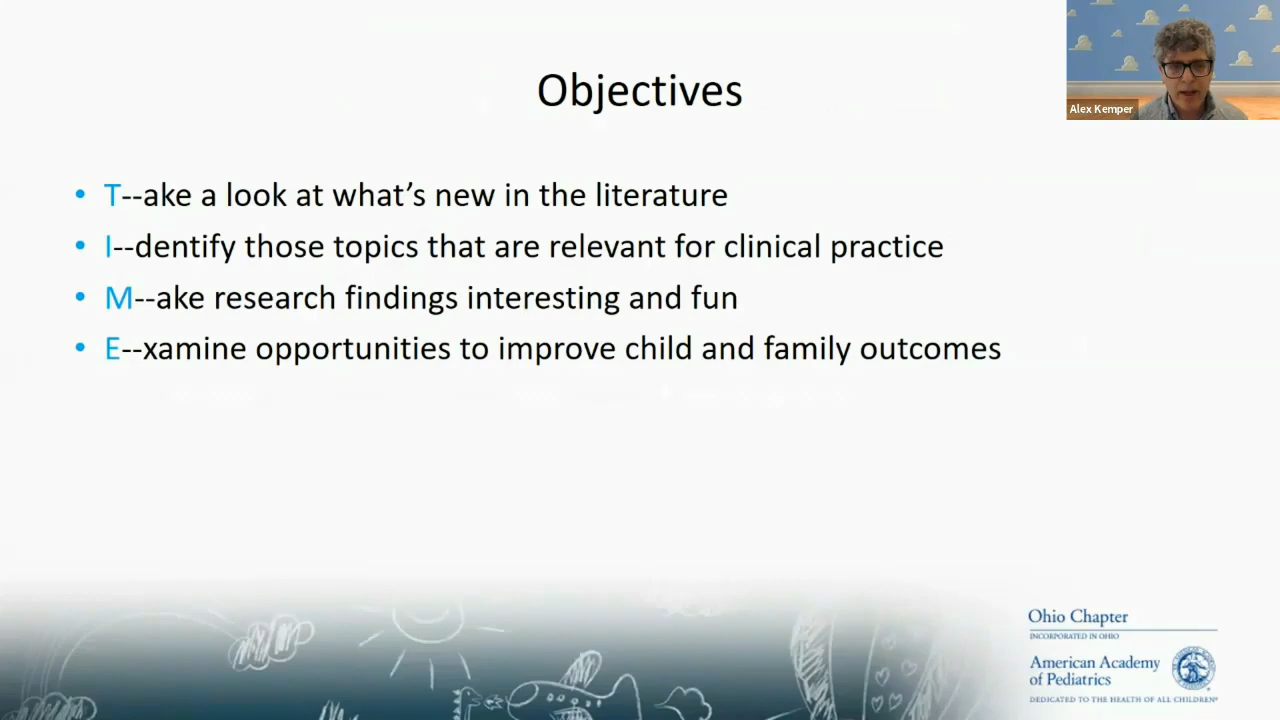 Objectives
Alex Kemper
• T--ake a look at what's new in the literature
• I--dentify those topics that are relevant for clinical practice
• M--ake research findings interesting and fun
• E--xamine opportunities to improve child and family outcomes
Ohio Chapter
INCORPORATED IN OHIO
American Academy
of Pediatrics
DEDICATED TO THE HEALTH OF ALL CHILDREN®